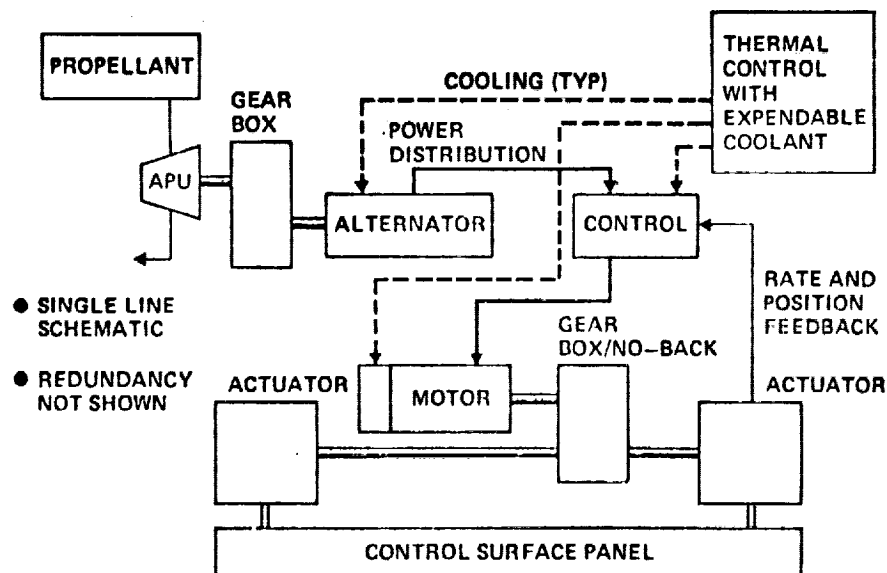 PROPELLANT
GEAR
BOX
COOLING (TYP)
THERMAL
CONTROL
WITH
EXPENDABLE
COOLANT
POWER
DISTRIBUTION
APU
ALTERNATOR
CONTROL
● SINGLE LINE
SCHEMATIC
RATE AND
POSITION
FEEDBACK
● REDUNDANCY
NOT SHOWN
GEAR
BOX/NO-BACK
ACTUATOR
MOTOR
ACTUATOR
CONTROL SURFACE PANEL